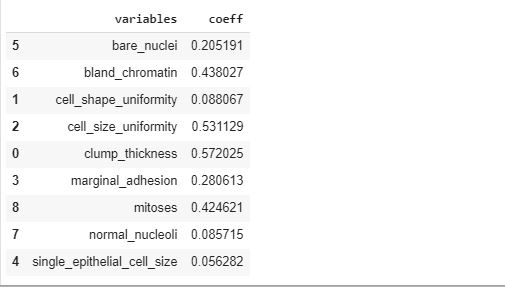 variables coeff
5 bare_nuclei 0.205191
6 bland_chromatin 0.438027
1 cell_shape_uniformity 0.088067
2 cell_size_uniformity 0.531129
0 clump_thickness 0.572025
3 marginal_adhesion 0.280613
8 mitoses 0.424621
7 normal_nucleoli 0.085715
4 single_epithelial_cell_size 0.056282